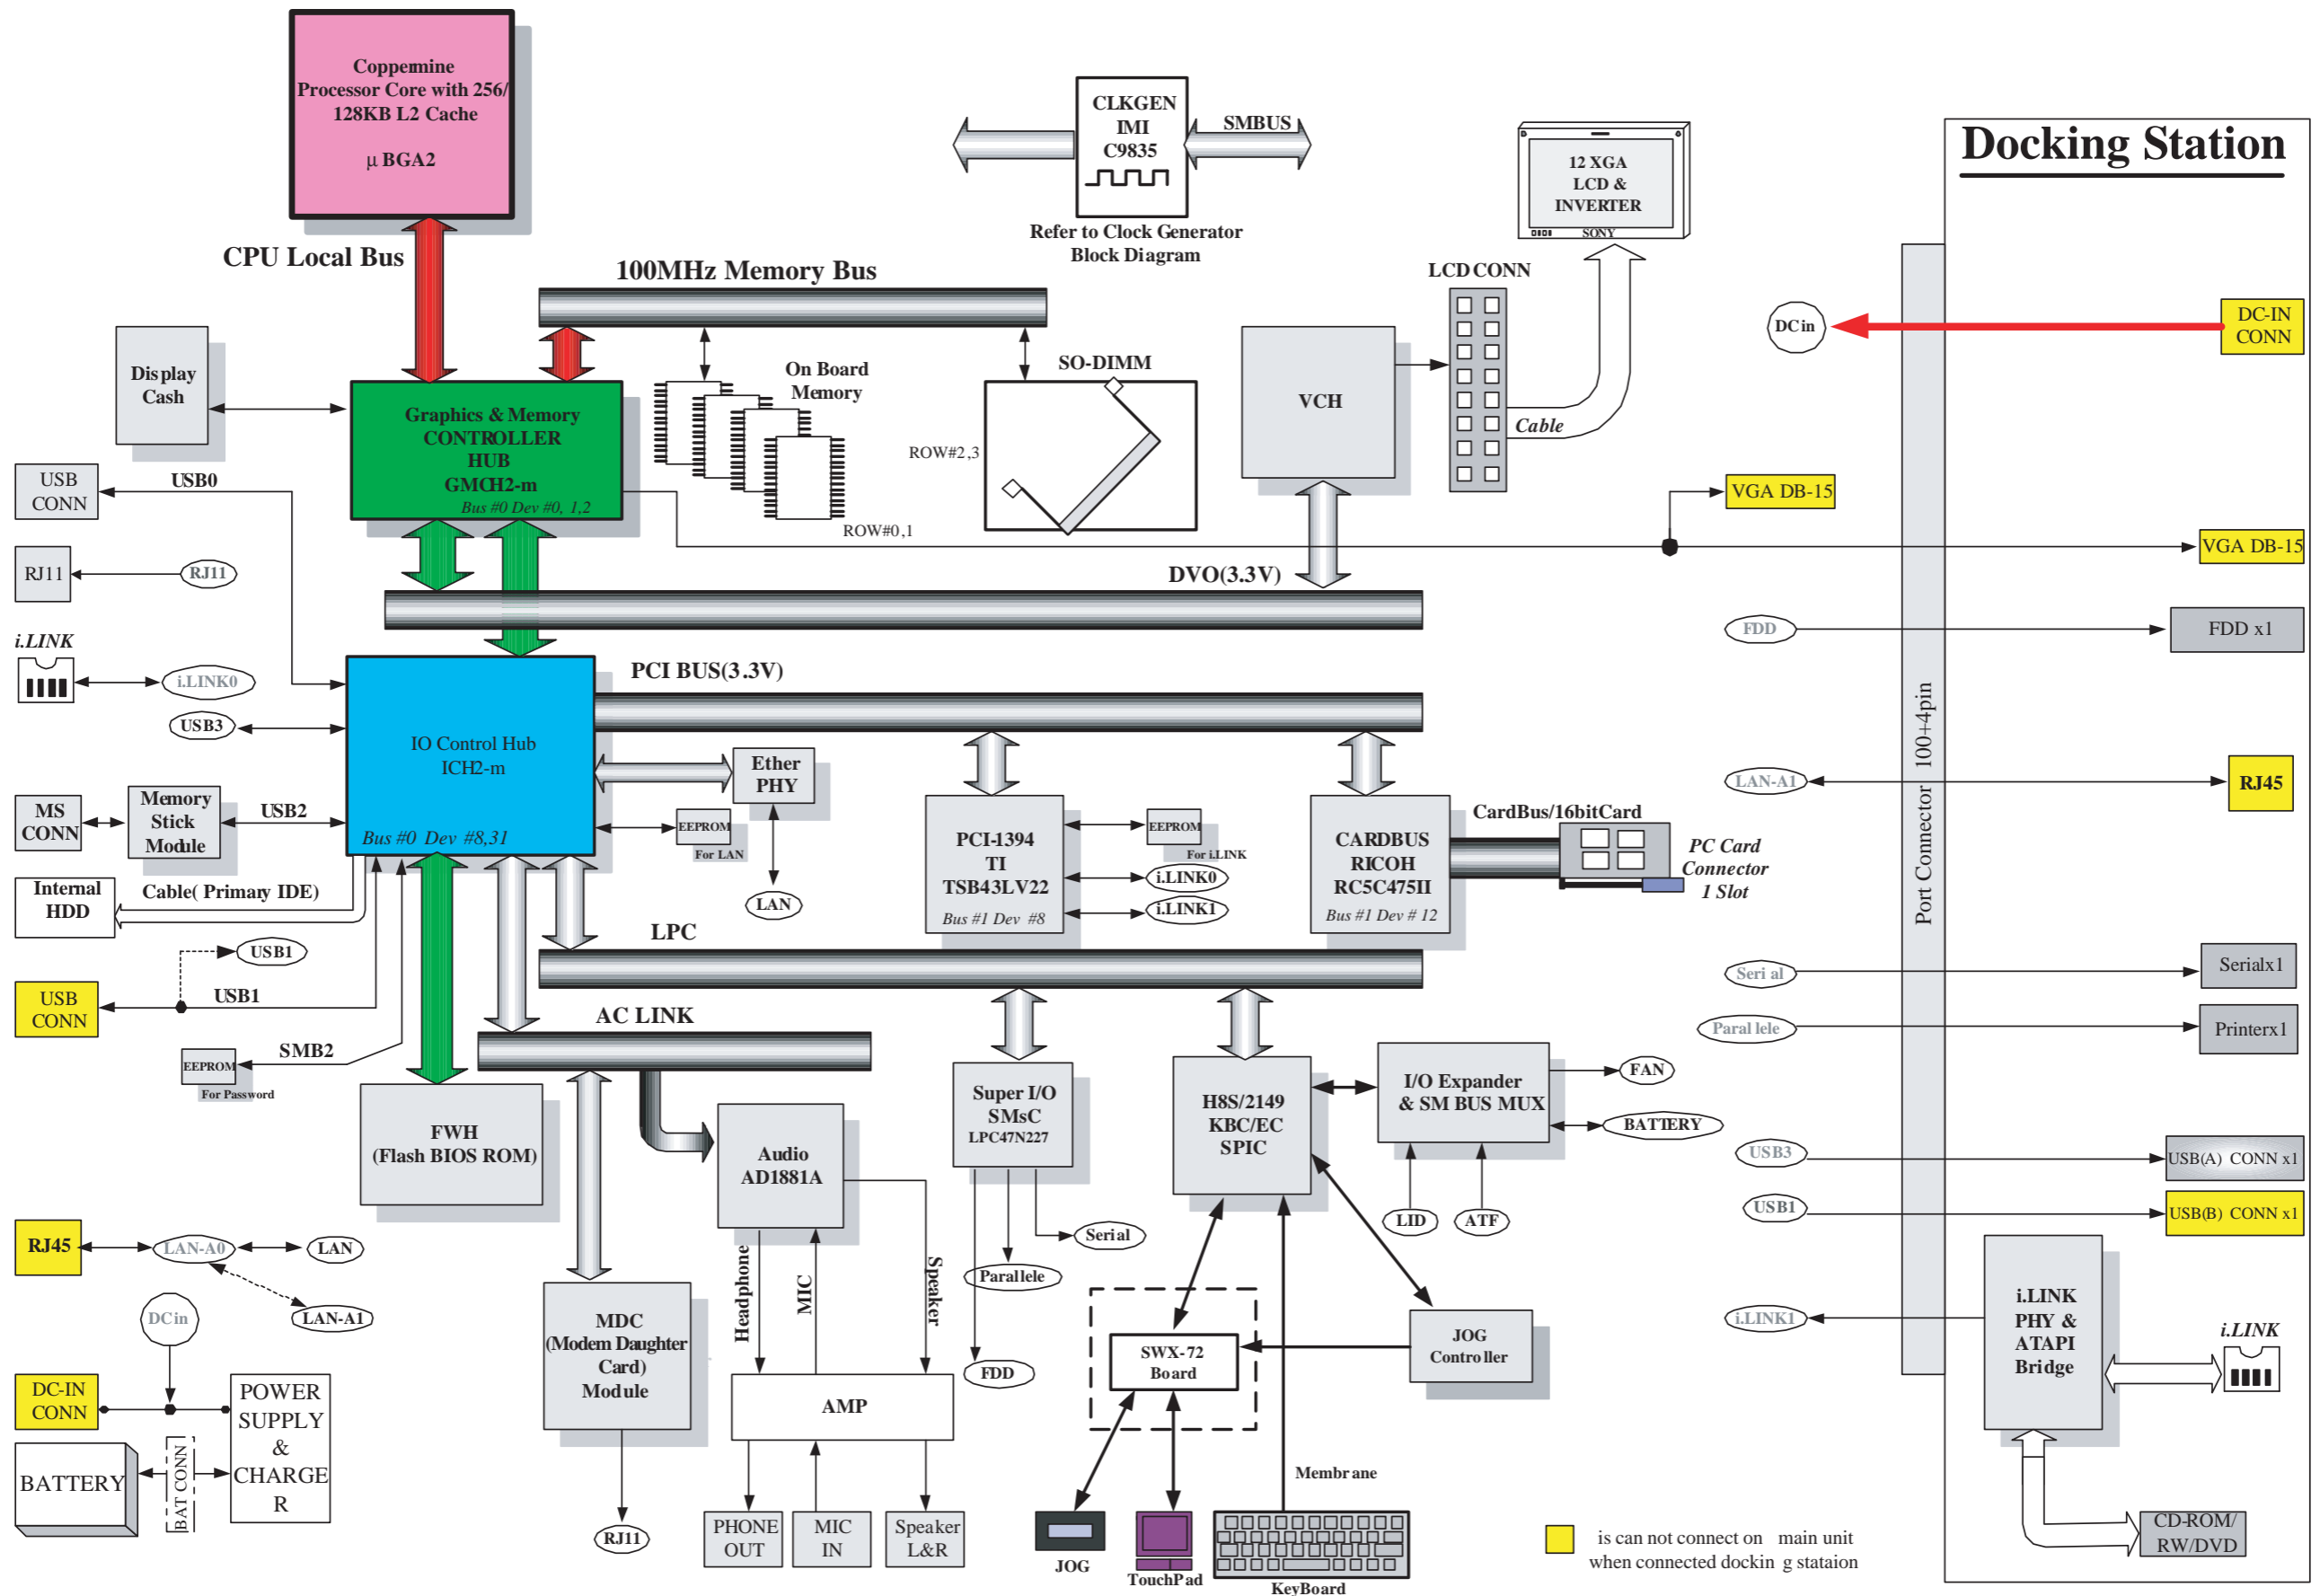 Coppermine
Processor Core with 256/
128KB L2 Cache
μ BGA2
CPU Local Bus
CLKGEN
IMI
C9835
SMBUS
Refer to Clock Generator
Block Diagram
12 XGA
LCD &
INVERTER
SONY
Docking Station
100MHz Memory Bus
LCD CONN
DCin
DC-IN
CONN
Display
Cash
Graphics & Memory
CONTROLLER
HUB
GMCH2-m
Bus #0 Dev #0, 1,2
On Board
Memory
ROW#0,1
SO-DIMM
ROW#2,3
VCH
Cable
USB
CONN
USB0
VGA DB-15
VGA DB-15
RJ11
RJ11
DVO(3.3V)
FDD
FDD x1
i.LINK
i.LINK0
USB3
PCI BUS(3.3V)
IO Control Hub
ICH2-m
Bus #0 Dev #8,31
Port Connector 100+4pin
Ether
PHY
EEPROM
For LAN
LAN
MS
CONN
Memory
Stick
Module
USB2
PCI-1394
TI
TSB43LV22
Bus #1 Dev #8
EEPROM
For i.LINK
i.LINK0
i.LINK1
CARDBUS
RICOH
RC5C475II
Bus #1 Dev # 12
CardBus/16bitCard
PC Card
Connector
1 Slot
LAN-A1
RJ45
Internal
HDD
Cable( Primary IDE)
USB1
USB
CONN
USB1
LPC
Serial
Serialx1
Parallele
Printerx1
EEPROM
For Password
SMB2
AC LINK
FWH
(Flash BIOS ROM)
Audio
AD1881A
Super I/O
SMsC
LPC47N227
H8S/2149
KBC/EC
SPIC
I/O Expander
& SM BUS MUX
FAN
BATTERY
LID
ATF
USB3
USB(A) CONN x1
USB1
USB(B) CONN x1
RJ45
LAN-A0
LAN
LAN-A1
Headphone
MIC
Speaker
Serial
Parallele
FDD
DCin
DC-IN
CONN
POWER
SUPPLY
&
CHARGE
R
BATTERY
BAT CONN
MDC
(Modem Daughter
Card)
Module
RJ11
AMP
PHONE
OUT
MIC
IN
Speaker
L&R
SWX-72
Board
JOG
Controller
JOG
TouchPad
Membrane
KeyBoard
i.LINK1
i.LINK
PHY &
ATAPI
Bridge
i.LINK
CD-ROM/
RW/DVD
is can not connect on main unit
when connected dockin g stataion